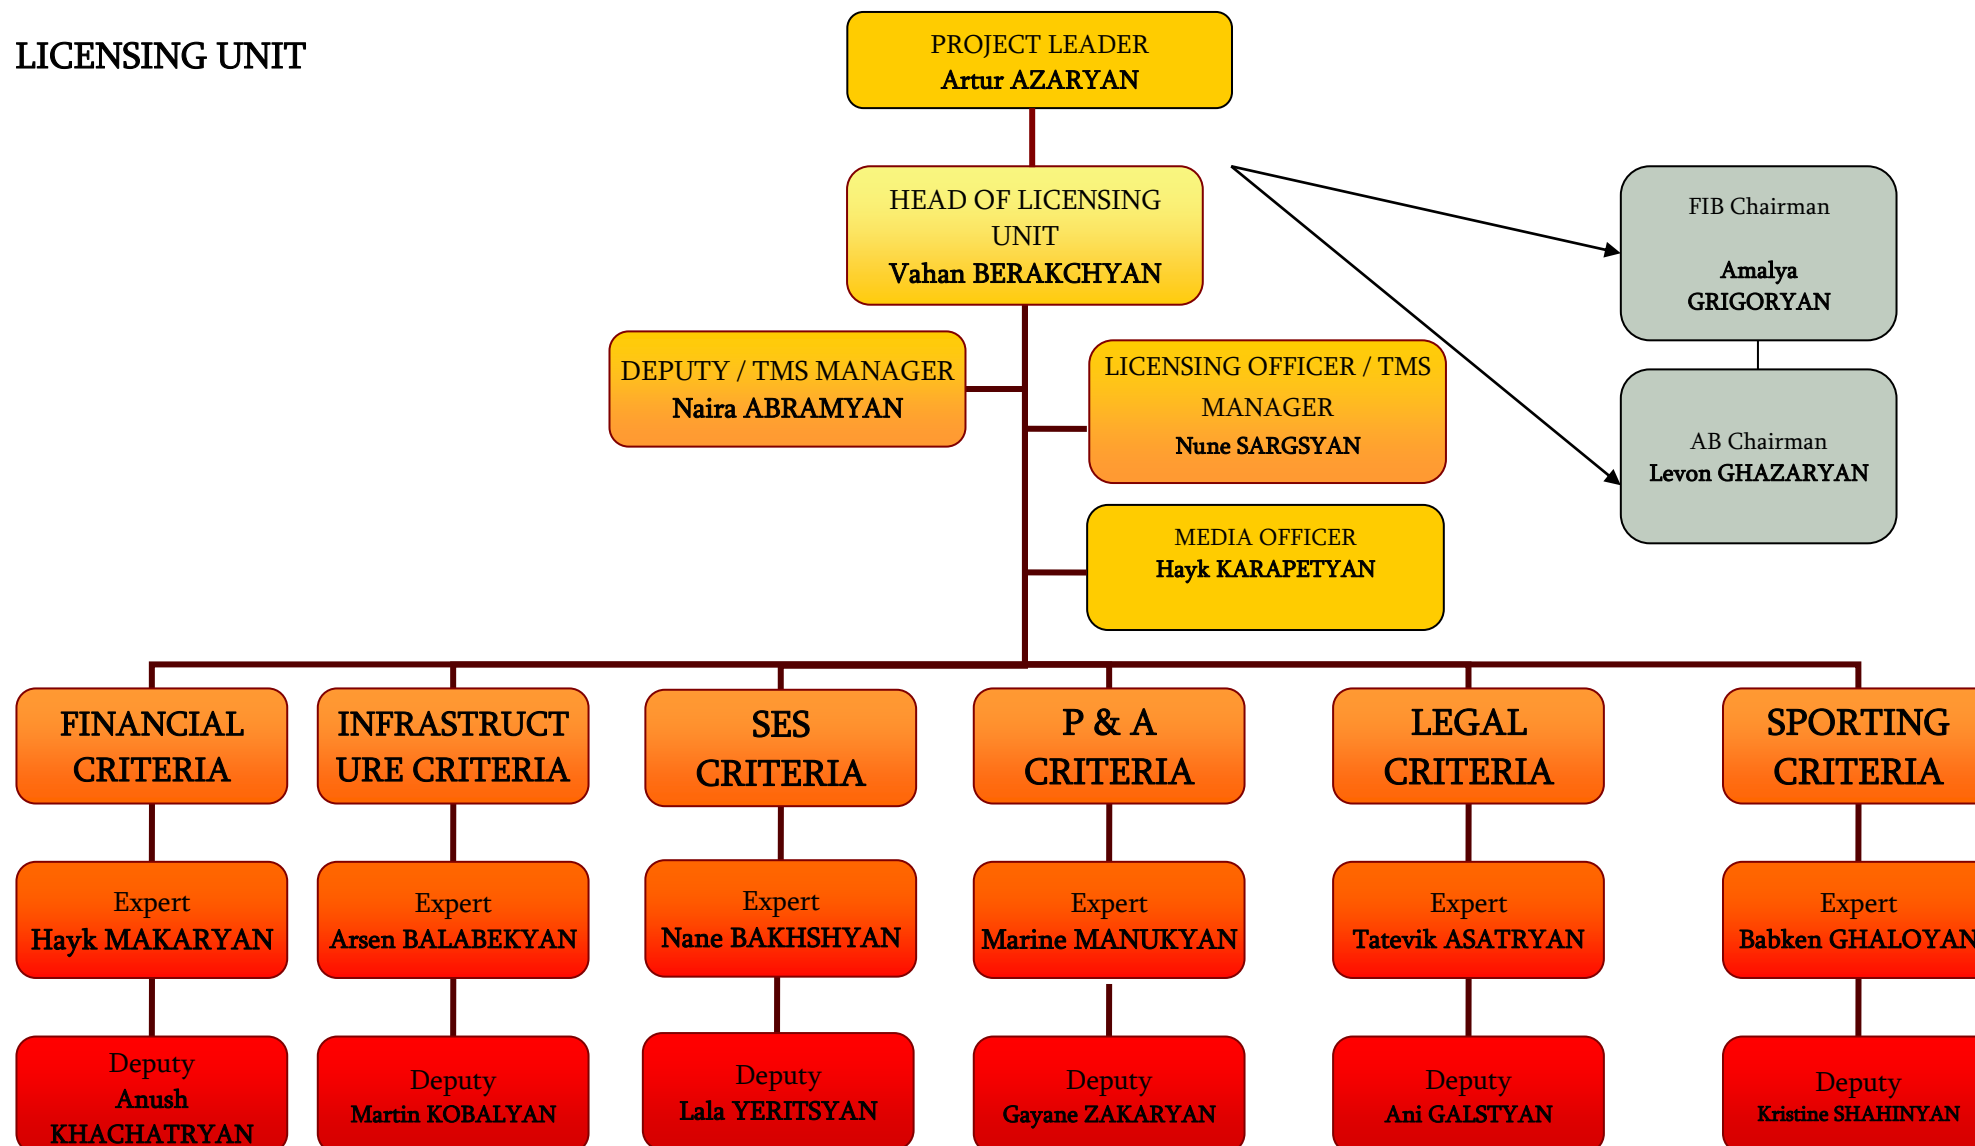 LICENSING UNIT
PROJECT LEADER
Artur AZARYAN
HEAD OF LICENSING
UNIT
Vahan BERAKCHYAN
FIB Chairman
Amalya
GRIGORYAN
DEPUTY / TMS MANAGER
Naira ABRAMYAN
LICENSING OFFICER / TMS
MANAGER
Nune SARGSYAN
AB Chairman
Levon GHAZARYAN
MEDIA OFFICER
Hayk KARAPETYAN
FINANCIAL
CRITERIA
INFRASTRUCT
URE CRITERIA
SES
CRITERIA
P & A
CRITERIA
LEGAL
CRITERIA
SPORTING
CRITERIA
Expert
Hayk MAKARYAN
Expert
Arsen BALABEKYAN
Expert
Nane BAKHSHYAN
Expert
Marine MANUKYAN
Expert
Tatevik ASATRYAN
Expert
Babken GHALOYAN
Deputy
Anush
KHACHATRYAN
Deputy
Martin KOBALYAN
Deputy
Lala YERITSYAN
Deputy
Gayane ZAKARYAN
Deputy
Ani GALSTYAN
Deputy
Kristine SHAHINYAN